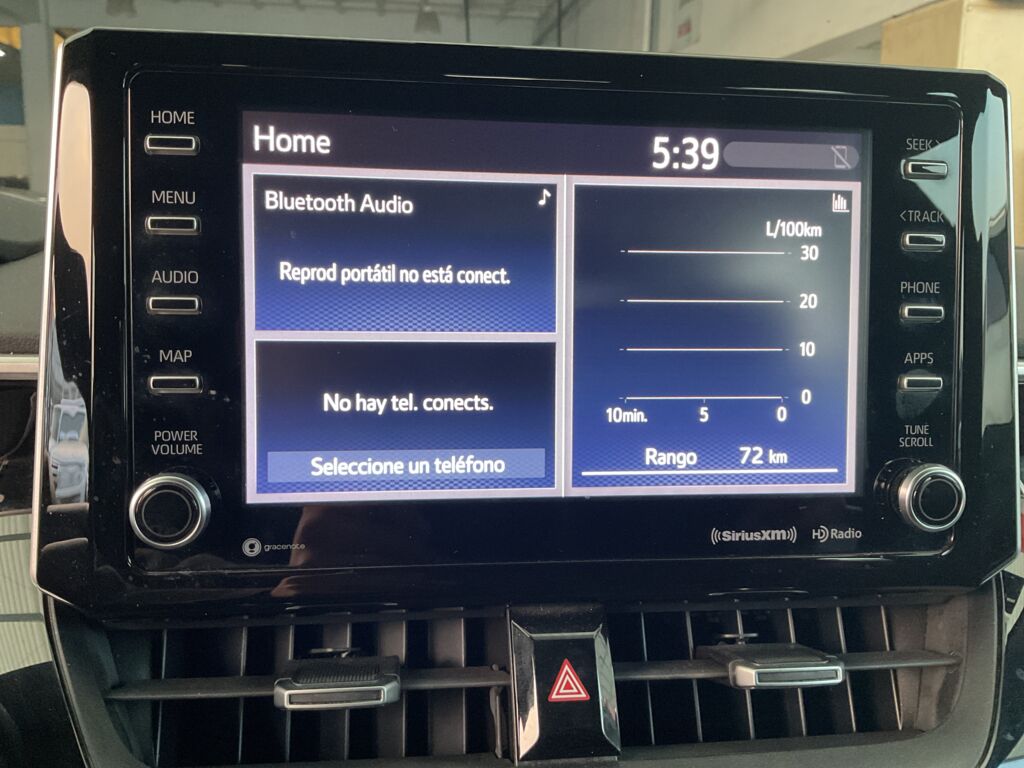 HOME
MENU
AUDIO
MAP
POWER
VOLUME
Home
5:39
Bluetooth Audio
Reprod portátil no está conect.
No hay tel. conects.
Seleccione un teléfono
L/100km
30
20
10
0
10min. 5 0
Rango 72 km
SEEK>
<TRACK
PHONE
APPS
TUNE
SCROLL
gracenote
((SiriusXM))
HD Radio